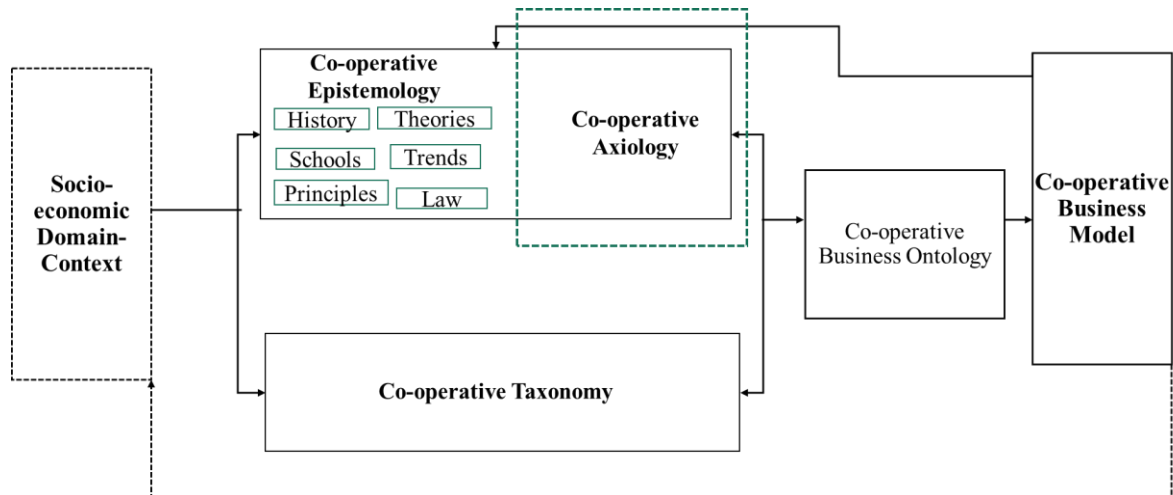 Socio-
economic
Domain-
Context
Co-operative
Epistemology
History
Theories
Schools
Trends
Principles
Law
Co-operative
Axiology
Co-operative Taxonomy
Co-operative
Business Ontology
Co-operative
Business
Model